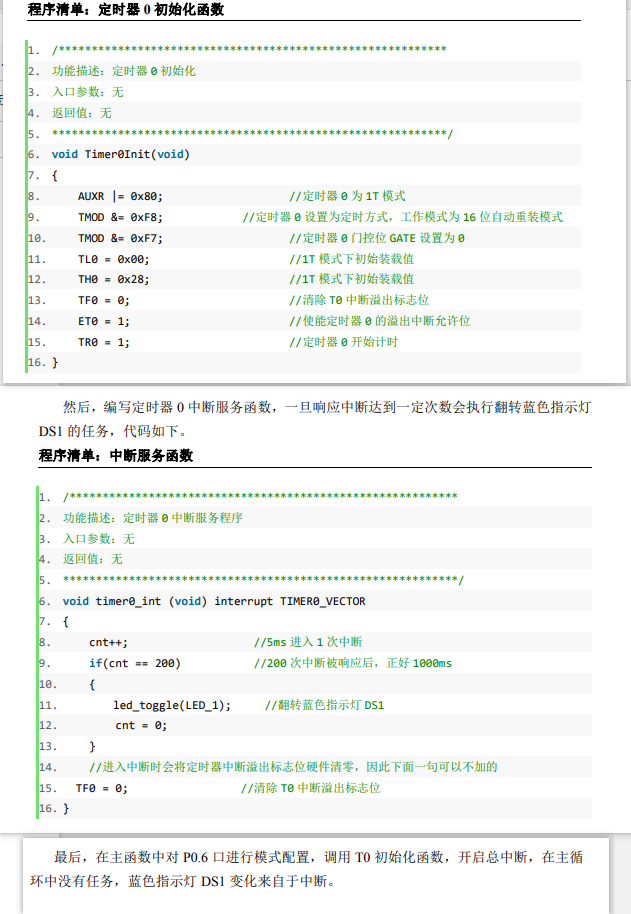 程序清单：定时器 0 初始化函数
1. /***********************************************************
2. 功能描述：定时器 0 初始化
3. 入口参数：无
4. 返回值：无
5. ************************************************************/
6. void Timer0Init(void)
7. {
8. AUXR |= 0x80; //定时器 0 为 1T 模式
9. TMOD &= 0xF8; //定时器 0 设置为定时方式，工作模式为 16 位自动重装模式
10. TMOD &= 0xF7; //定时器 0 门控位 GATE 设置为 0
11. TL0 = 0x00; //1T 模式下初始装载值
12. TH0 = 0x28; //1T 模式下初始装载值
13. TF0 = 0; //清除 T0 中断溢出标志位
14. ET0 = 1; //使能定时器 0 的溢出中断允许位
15. TR0 = 1; //定时器 0 开始计时
16. }
然后，编写定时器 0 中断服务函数，一旦响应中断达到一定次数会执行翻转蓝色指示灯
DS1 的任务，代码如下。
程序清单：中断服务函数
1. /***********************************************************
2. 功能描述：定时器 0 中断服务程序
3. 入口参数：无
4. 返回值：无
5. ************************************************************/
6. void timer0_int (void) interrupt TIMER0_VECTOR
7. {
8. cnt++; //5ms 进入 1 次中断
9. if(cnt == 200) //200 次中断被响应后，正好 1000ms
10. {
11. led_toggle(LED_1); //翻转蓝色指示灯 DS1
12. cnt = 0;
13. }
14. //进入中断时会将定时器中断溢出标志位硬件清零，因此下面一句可以不加的
15. TF0 = 0; //清除 T0 中断溢出标志位
16. }
最后，在主函数中对 P0.6 口进行模式配置，调用 T0 初始化函数，开启总中断，在主循
环中没有任务，蓝色指示灯 DS1 变化来自于中断。